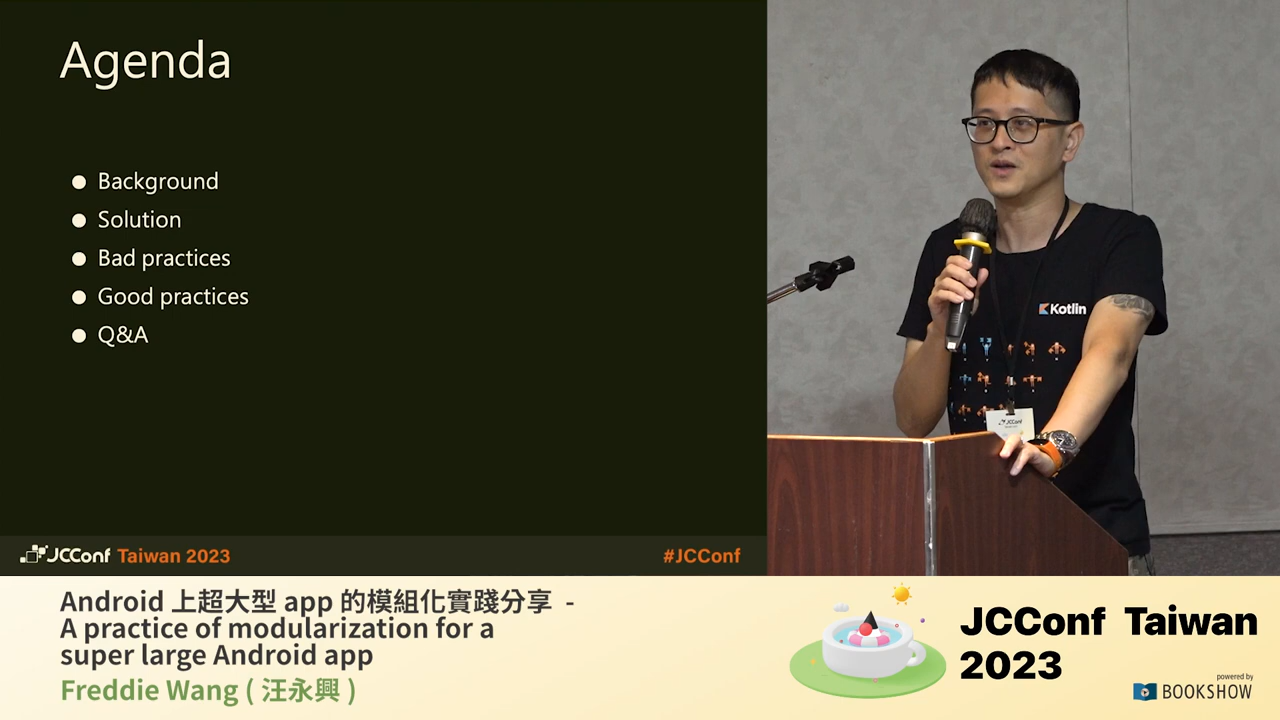 Agenda
Background
Solution
Bad practices
Good practices
Q&A
JCConf Taiwan 2023
#JCConf
Kotlin
JCConf
Android 上超大型 app 的模組化實踐分享 -
A practice of modularization for a
super large Android app
Freddie Wang ( 汪永興 )
JCConf Taiwan
2023
powered by
BOOKSHOW